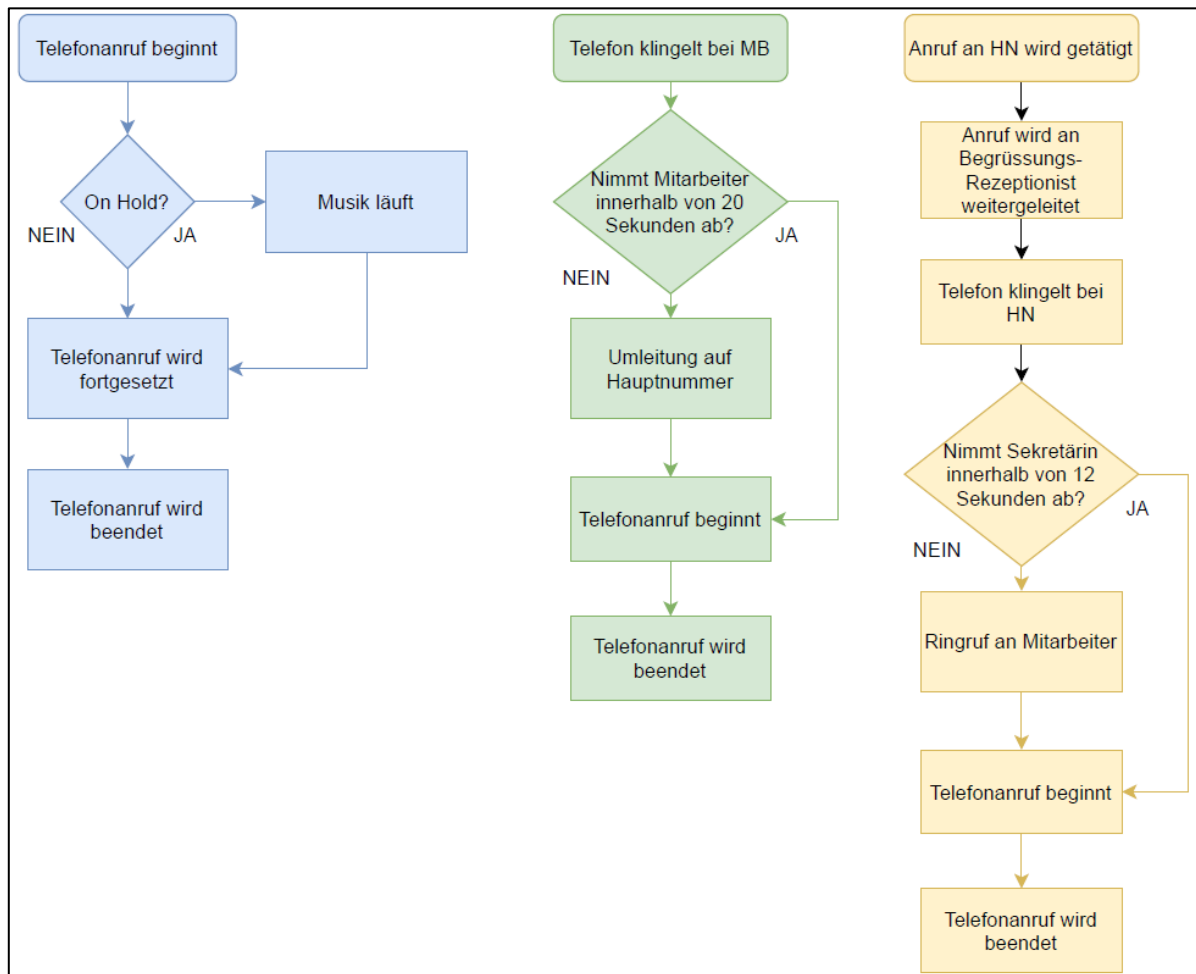 Telefonanruf beginnt
On Hold?
NEIN
JA
Musik läuft
Telefonanruf wird
fortgesetzt
Telefonanruf wird
beendet
Telefon klingelt bei MB
Nimmt Mitarbeiter
innerhalb von 20
Sekunden ab?
JA
NEIN
Umleitung auf
Hauptnummer
Telefonanruf beginnt
Telefonanruf wird
beendet
Anruf an HN wird getätigt
Anruf wird an
Begrüssungs-
Rezeptionist
weitergeleitet
Telefon klingelt bei
HN
Nimmt Sekretärin
innerhalb von 12
Sekunden ab?
JA
NEIN
Ringruf an Mitarbeiter
Telefonanruf beginnt
Telefonanruf wird
beendet